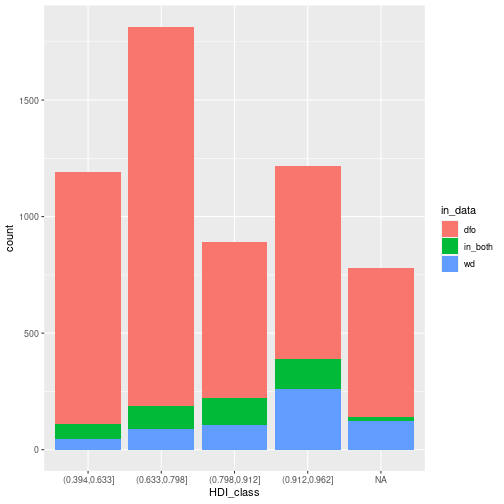 1500
1000
500
0
count
(0.394,0.633]
(0.633,0.798]
(0.798,0.912]
(0.912,0.962]
NA
HDI_class
in_data
dfo
in_both
wd